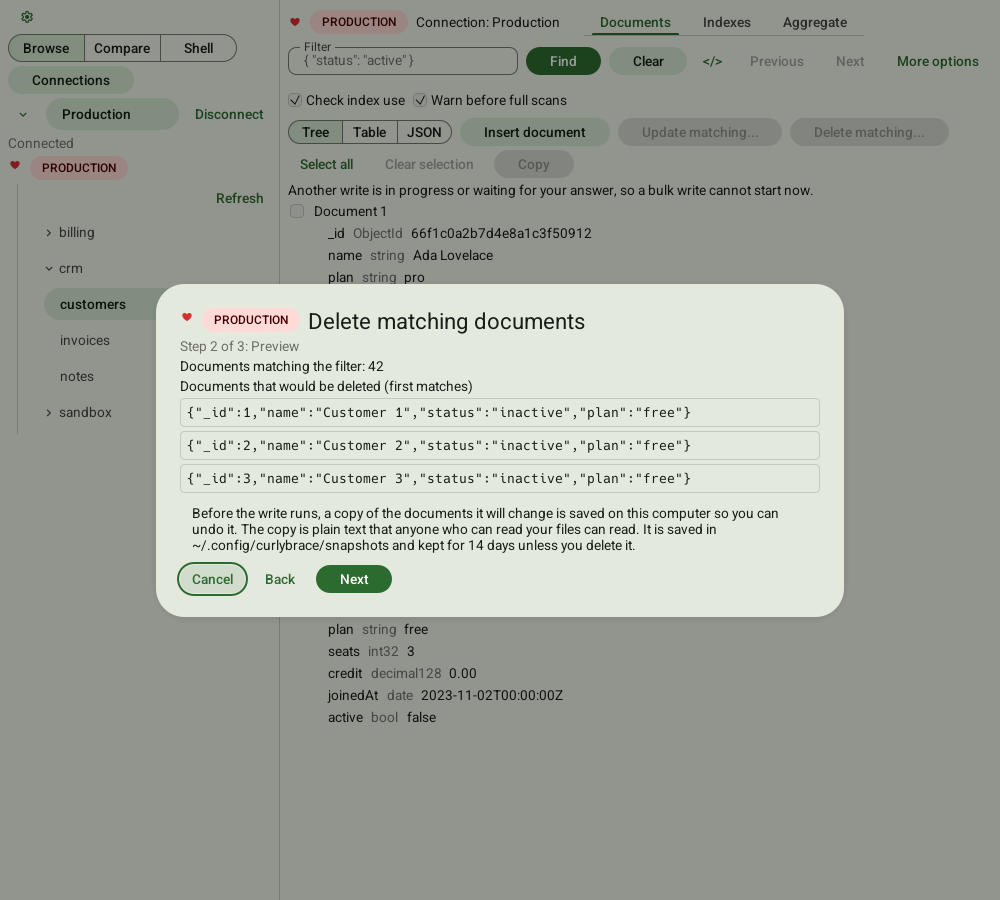 PRODUCTION Connection: Production Documents Indexes Aggregate
Browse Compare Shell
Filter
{ "status": "active" } Find Clear </> Previous Next More options
Connections
Check index use Warn before full scans
Production Disconnect
Tree Table JSON Insert document Update matching... Delete matching...
Connected
PRODUCTION
Select all Clear selection Copy
Another write is in progress or waiting for your answer, so a bulk write cannot start now.
Refresh
Document 1
billing
_id ObjectId 66f1c0a2b7d4e8a1c3f50912
name string Ada Lovelace
crm
plan string pro
customers
invoices
notes
sandbox
PRODUCTION Delete matching documents
Step 2 of 3: Preview
Documents matching the filter: 42
Documents that would be deleted (first matches)
{"_id":1,"name":"Customer 1","status":"inactive","plan":"free"}
{"_id":2,"name":"Customer 2","status":"inactive","plan":"free"}
{"_id":3,"name":"Customer 3","status":"inactive","plan":"free"}
Before the write runs, a copy of the documents it will change is saved on this computer so you can
undo it. The copy is plain text that anyone who can read your files can read. It is saved in
~/.config/curlybrace/snapshots and kept for 14 days unless you delete it.
Cancel Back Next
plan string free
seats int32 3
credit decimal128 0.00
joinedAt date 2023-11-02T00:00:00Z
active bool false